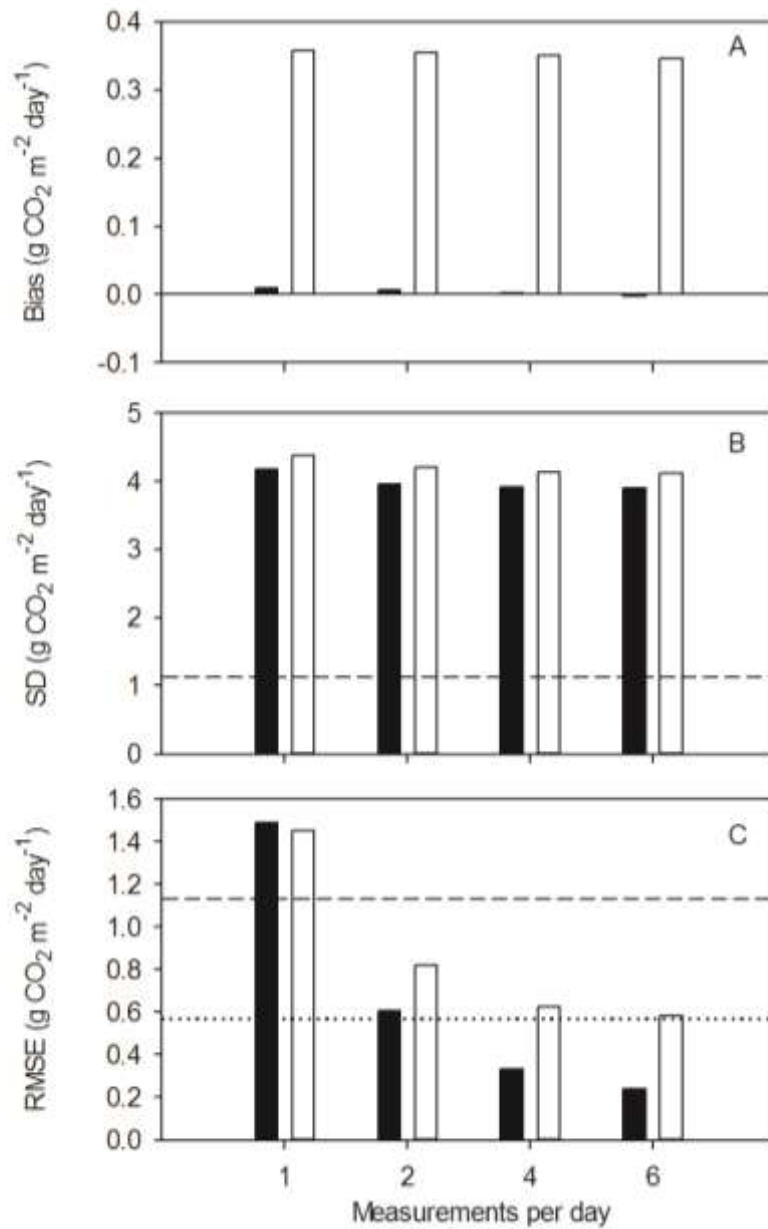 A
Bias (g CO₂ m⁻² day⁻¹)
0.4
0.3
0.2
0.1
0.0
-0.1
B
SD (g CO₂ m⁻² day⁻¹)
5
4
3
2
1
0
C
RMSE (g CO₂ m⁻² day⁻¹)
1.6
1.4
1.2
1.0
0.8
0.6
0.4
0.2
0.0
1 2 4 6
Measurements per day